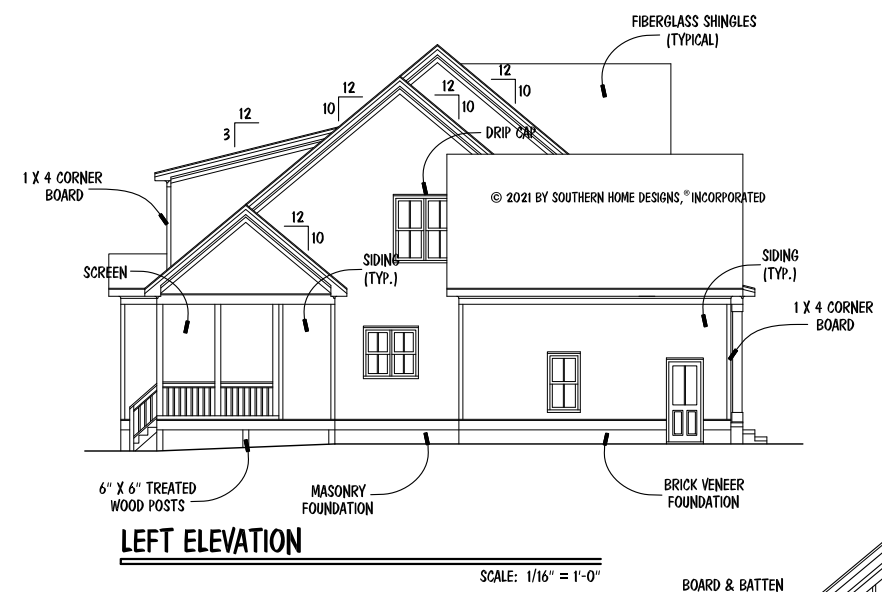 FIBERGLASS SHINGLES
(TYPICAL)
12
10
12
10
12
10
12
3
DRIP CAP
1 X 4 CORNER
BOARD
© 2021 BY SOUTHERN HOME DESIGNS,® INCORPORATED
12
10
SCREEN
SIDING
(TYP.)
SIDING
(TYP.)
1 X 4 CORNER
BOARD
6" X 6" TREATED
WOOD POSTS
MASONRY
FOUNDATION
BRICK VENEER
FOUNDATION
LEFT ELEVATION
SCALE: 1/16" = 1'-0"
BOARD & BATTEN